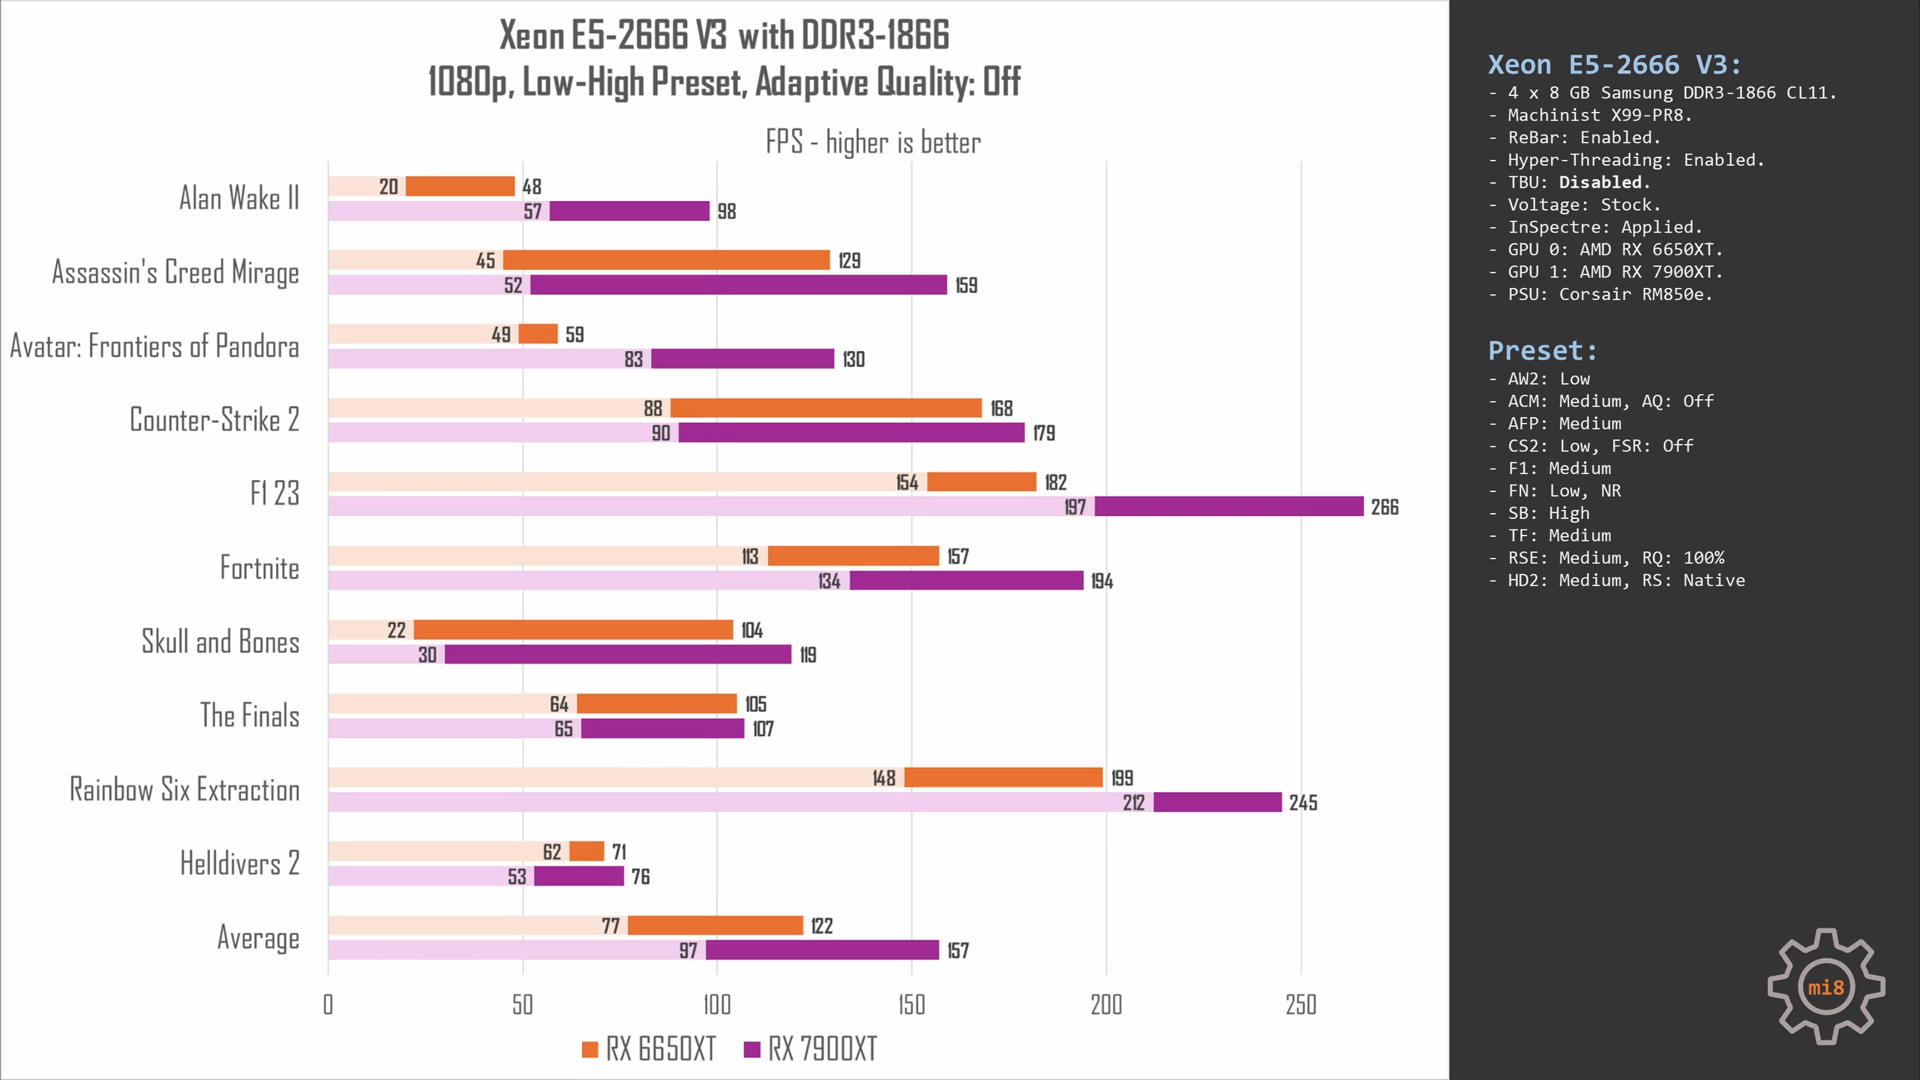 Xeon E5-2666 V3 with DDR3-1866
1080p, Low-High Preset, Adaptive Quality: Off
FPS - higher is better
Alan Wake II
20 48
57 98
Assassin's Creed Mirage
45 129
52 159
Avatar: Frontiers of Pandora
49 59
83 130
Counter-Strike 2
88 168
90 179
F1 23
154 182
197 266
Fortnite
113 157
134 194
Skull and Bones
22 104
30 119
The Finals
64 105
65 107
Rainbow Six Extraction
148 199
212 245
Helldivers 2
62 71
53 76
Average
77 122
97 157
0 50 100 150 200 250
RX 6650XT RX 7900XT
Xeon E5-2666 V3:
- 4 x 8 GB Samsung DDR3-1866 CL11.
- Machinist X99-PR8.
- ReBar: Enabled.
- Hyper-Threading: Enabled.
- TBU: Disabled.
- Voltage: Stock.
- InSpectre: Applied.
- GPU 0: AMD RX 6650XT.
- GPU 1: AMD RX 7900XT.
- PSU: Corsair RM850e.
Preset:
- AW2: Low
- ACM: Medium, AQ: Off
- AFP: Medium
- CS2: Low, FSR: Off
- F1: Medium
- FN: Low, NR
- SB: High
- TF: Medium
- RSE: Medium, RQ: 100%
- HD2: Medium, RS: Native
mi8